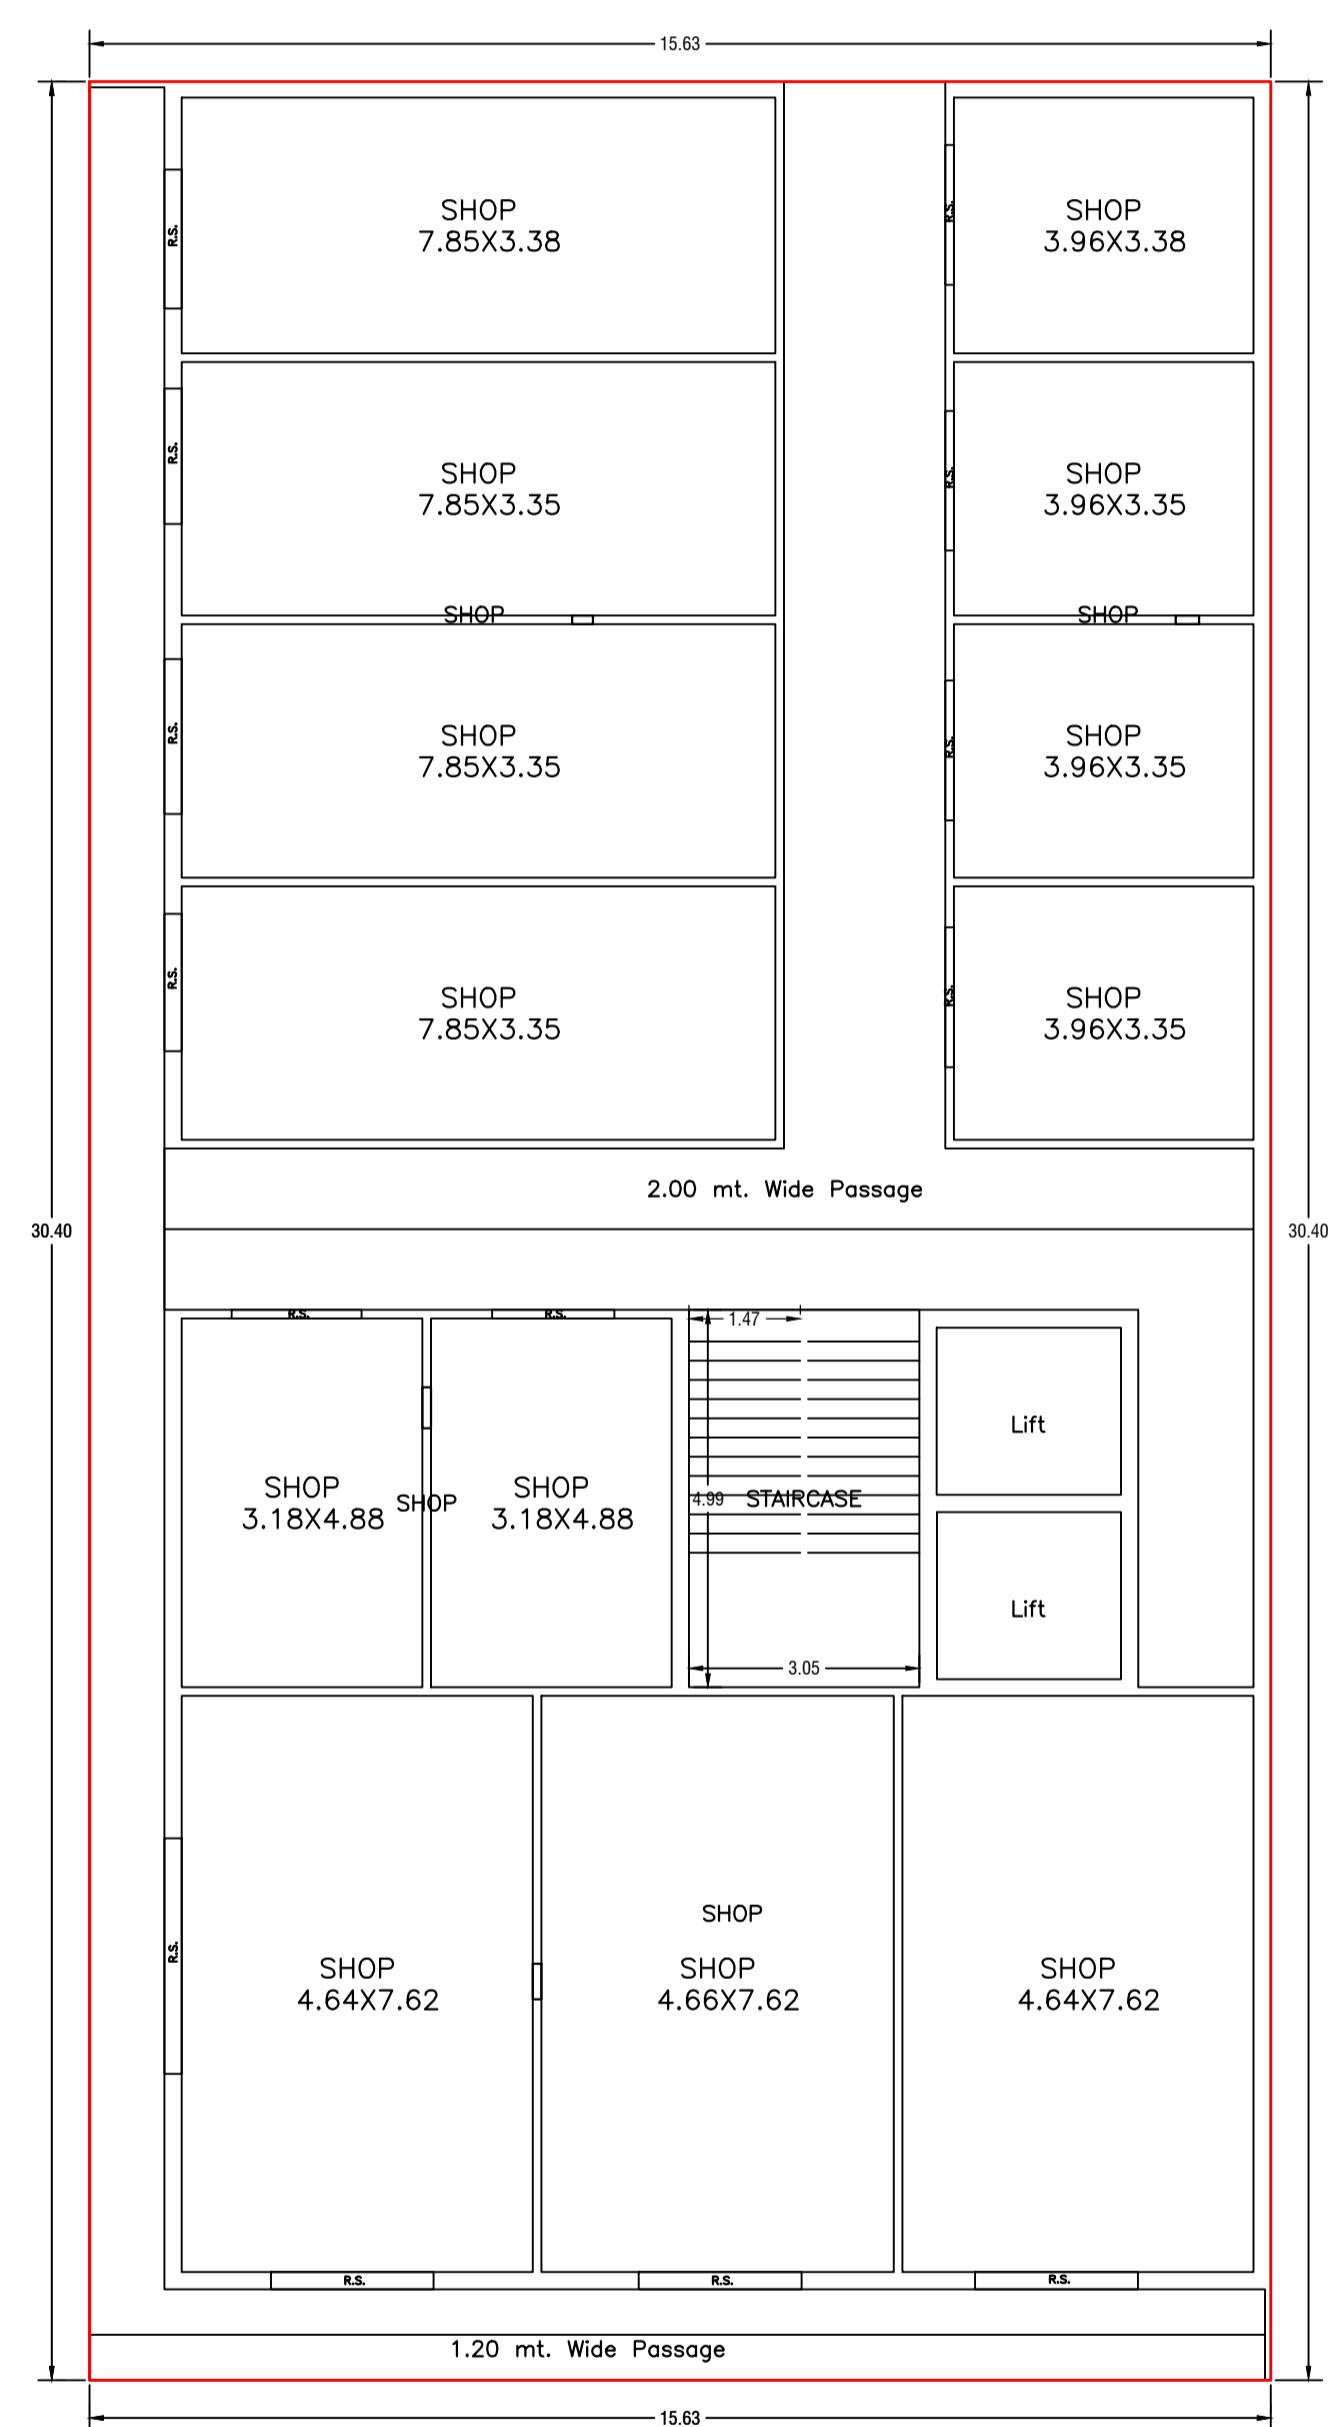 15.63
SHOP
7.85X3.38
SHOP
3.96X3.38
R.S.
R.S.
SHOP
7.85X3.35
SHOP
3.96X3.35
R.S.
R.S.
SHOP
SHOP
SHOP
7.85X3.35
SHOP
3.96X3.35
R.S.
R.S.
SHOP
7.85X3.35
SHOP
3.96X3.35
R.S.
R.S.
2.00 mt. Wide Passage
30.40
30.40
R.S.
R.S.
1.47
Lift
SHOP
3.18X4.88
SHOP
SHOP
3.18X4.88
4.99
STAIRCASE
Lift
3.05
SHOP
R.S.
SHOP
4.64X7.62
SHOP
4.66X7.62
SHOP
4.64X7.62
R.S.
R.S.
R.S.
1.20 mt. Wide Passage
15.63